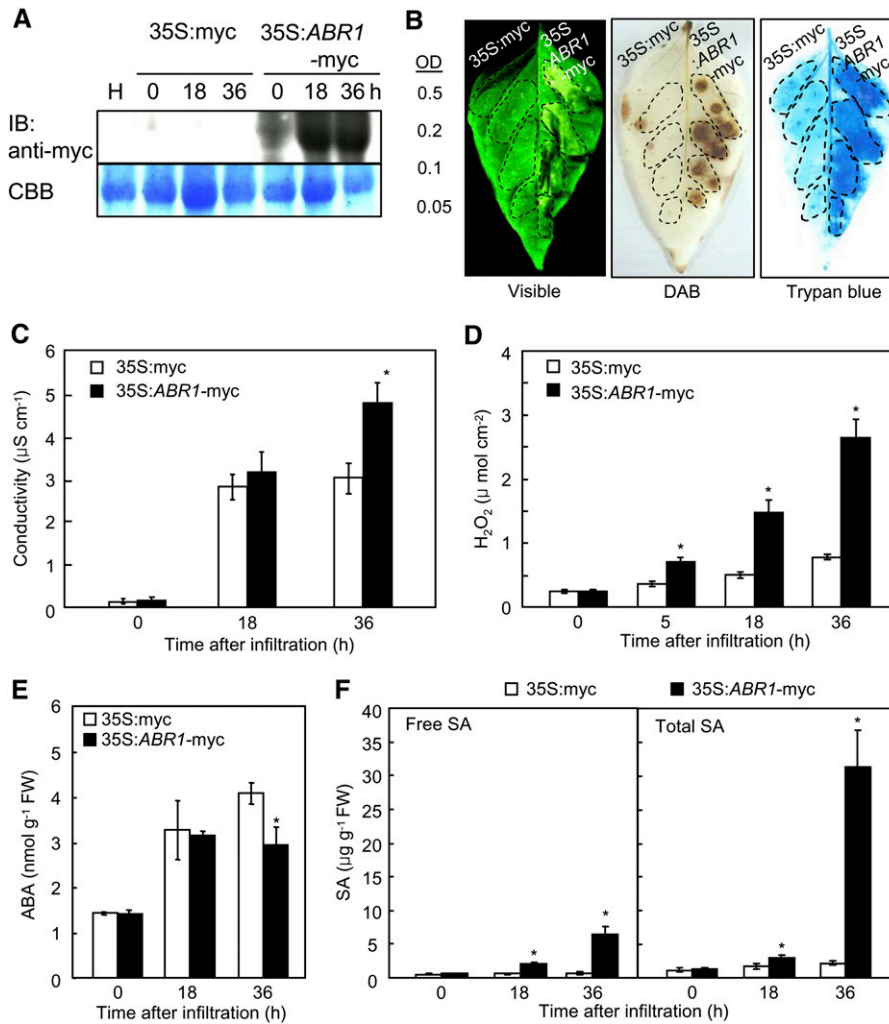 A
35S:myc 35S:ABR1
-myc
H 0 18 36 0 18 36 h
IB:
anti-myc
CBB
B
OD
0.5
0.2
0.1
0.05
35S:myc
35S
:ABR1
-myc
35S:myc
35S
:ABR1
-myc
35S:myc
35S
:ABR1
-myc
Visible DAB Trypan blue
C
6
5
4
3
2
1
0
Conductivity (µS cm⁻¹)
35S:myc
35S:ABR1-myc
*
0 18 36
Time after infiltration (h)
D
4
3
2
1
0
H₂O₂ (µ mol cm⁻²)
35S:myc
35S:ABR1-myc
* * *
0 5 18 36
Time after infiltration (h)
E
6
5
4
3
2
1
0
ABA (nmol g⁻¹ FW)
35S:myc
35S:ABR1-myc
*
0 18 36
Time after infiltration (h)
F
35S:myc 35S:ABR1-myc
40
35
30
25
20
15
10
5
0
SA (µg g⁻¹ FW)
Free SA Total SA
* * * *
0 18 36 0 18 36
Time after infiltration (h)